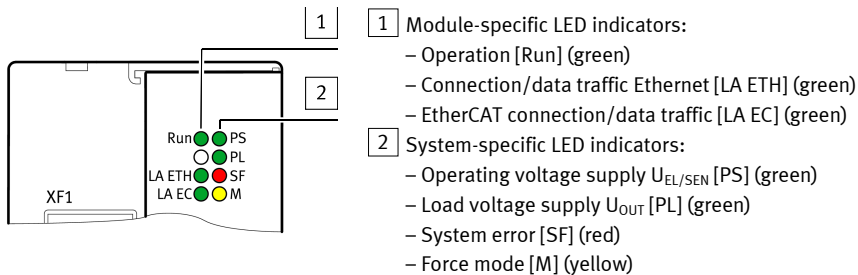 1
2
Run PS
PL
LA ETH SF
LA EC M
XF1
1 Module-specific LED indicators:
– Operation [Run] (green)
– Connection/data traffic Ethernet [LA ETH] (green)
– EtherCAT connection/data traffic [LA EC] (green)
2 System-specific LED indicators:
– Operating voltage supply UEL/SEN [PS] (green)
– Load voltage supply UOUT [PL] (green)
– System error [SF] (red)
– Force mode [M] (yellow)